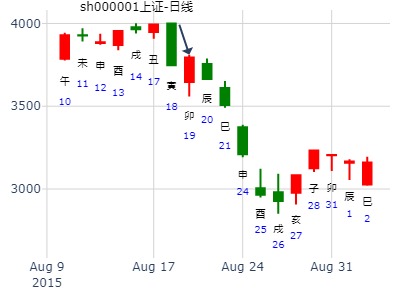 sh000001上证-日线
4000
3500
3000
午
10
未
11
申
12
酉
13
戌
14
丑
17
寅
18
卯
19
辰
20
巳
21
申
24
酉
25
戌
26
亥
27
子
28
卯
31
辰
1
巳
2
Aug 9
2015
Aug 17
Aug 24
Aug 31